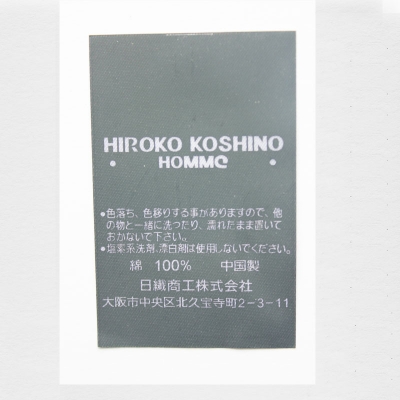 HIROKO KOSHINO
• HOMME •
●色落ち、色移りする事がありますので、他
の物と一緒に洗ったり、濡れたまま置いて
おかないで下さい。
●塩素系洗剤、漂白剤は使用しないでください。
綿 100% 中国製
日繊商工株式会社
大阪市中央区北久宝寺町2-3-11